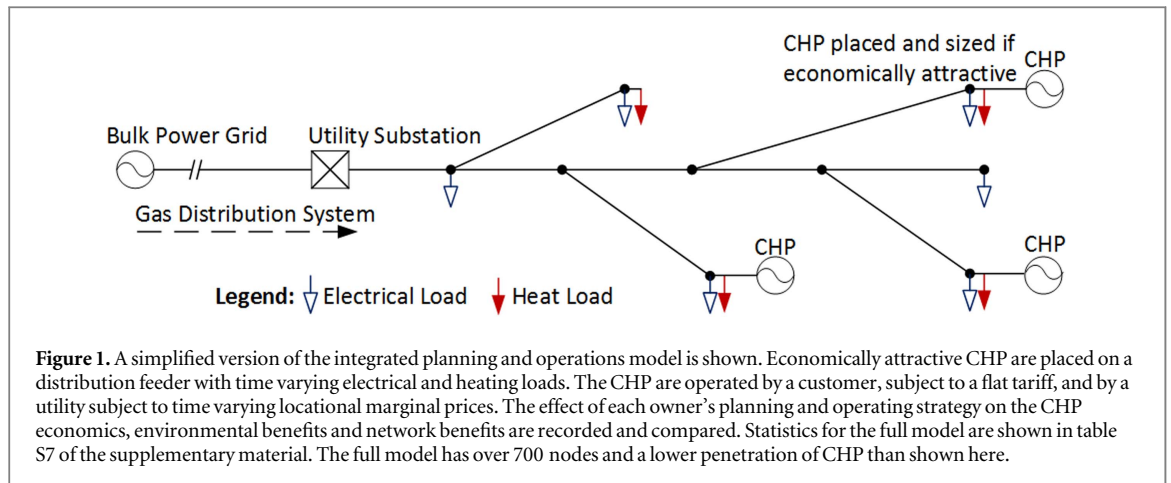 CHP placed and sized if
economically attractive
CHP
Bulk Power Grid
Utility Substation
Gas Distribution System
CHP
CHP
Legend: Electrical Load Heat Load
Figure 1. A simplified version of the integrated planning and operations model is shown. Economically attractive CHP are placed on a
distribution feeder with time varying electrical and heating loads. The CHP are operated by a customer, subject to a flat tariff, and by a
utility subject to time varying locational marginal prices. The effect of each owner's planning and operating strategy on the CHP
economics, environmental benefits and network benefits are recorded and compared. Statistics for the full model are shown in table
S7 of the supplementary material. The full model has over 700 nodes and a lower penetration of CHP than shown here.